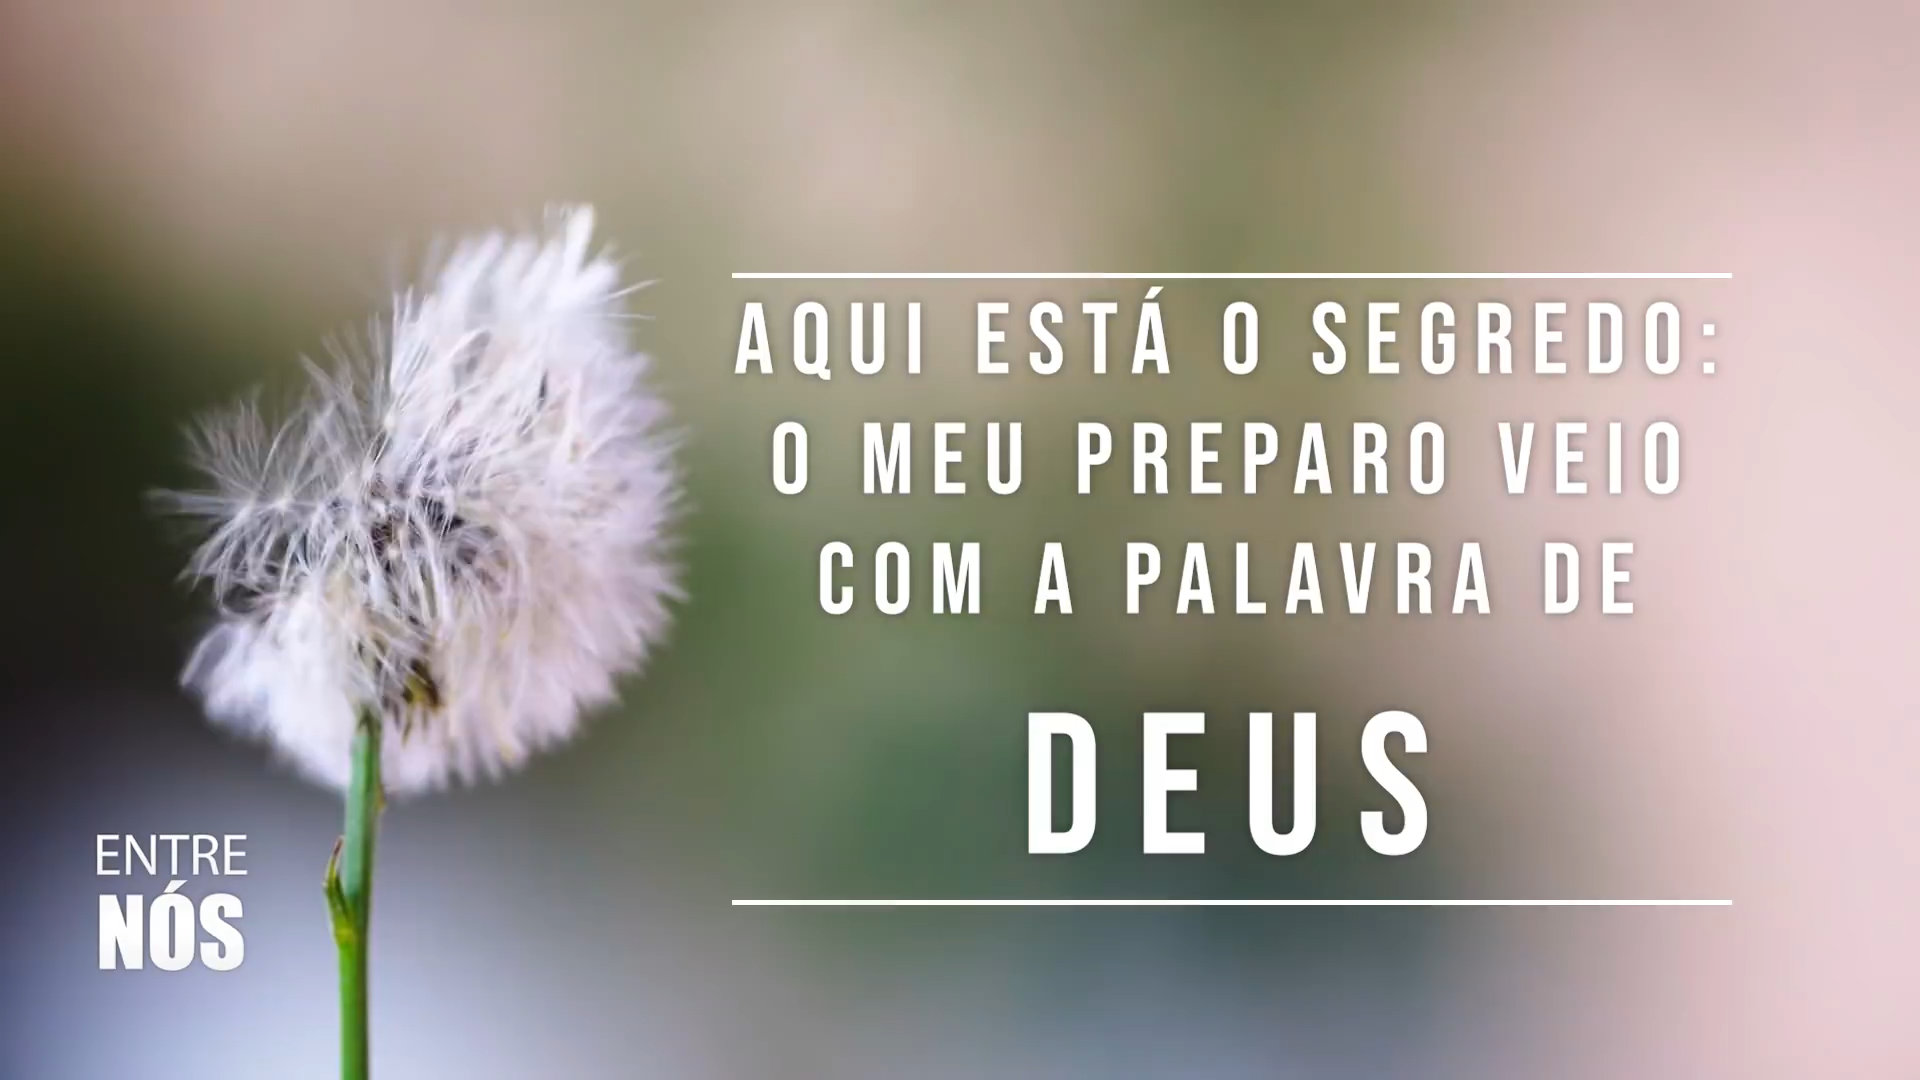 AQUI ESTÁ O SEGREDO:
O MEU PREPARO VEIO
COM A PALAVRA DE
DEUS
ENTRE
NÓS